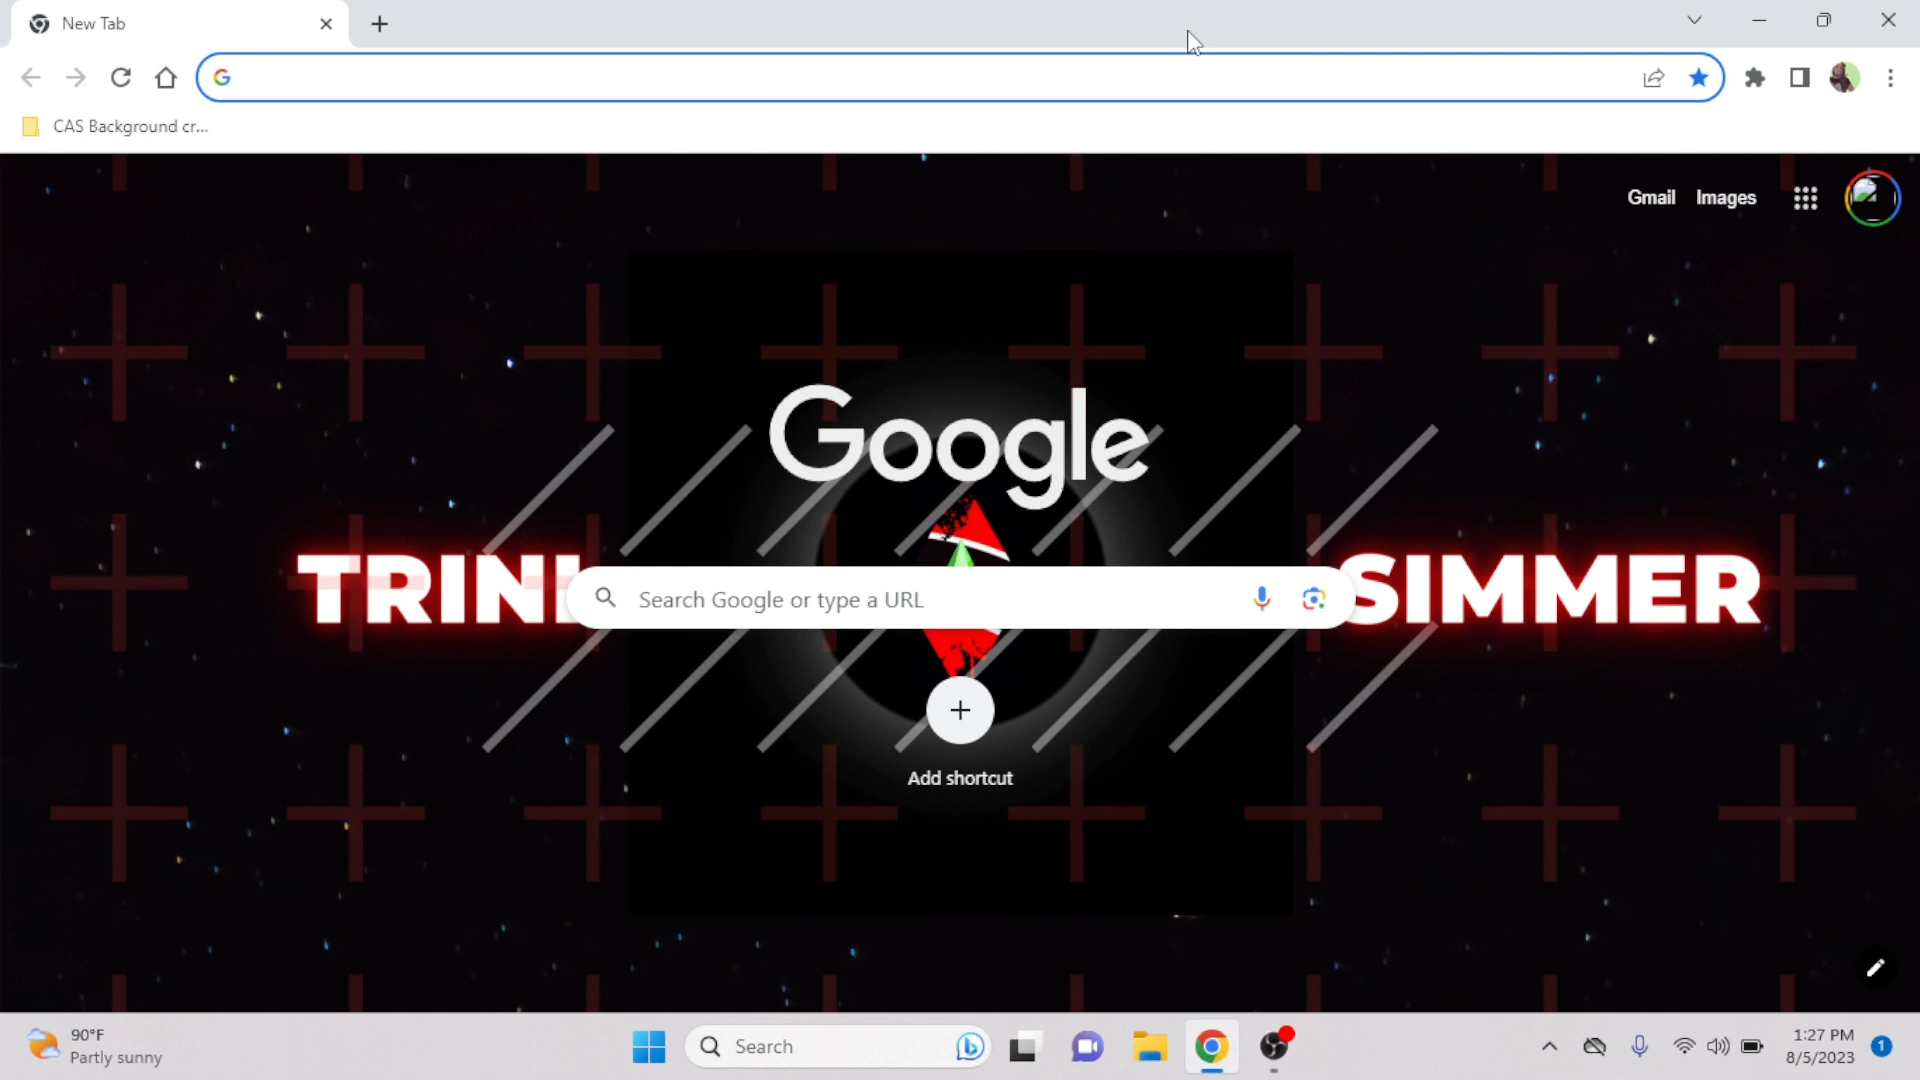 New Tab
CAS Background cr...
Gmail Images
Google
TRINI SIMMER
Search Google or type a URL
Add shortcut
90°F
Partly sunny
Search
1:27 PM
8/5/2023
1